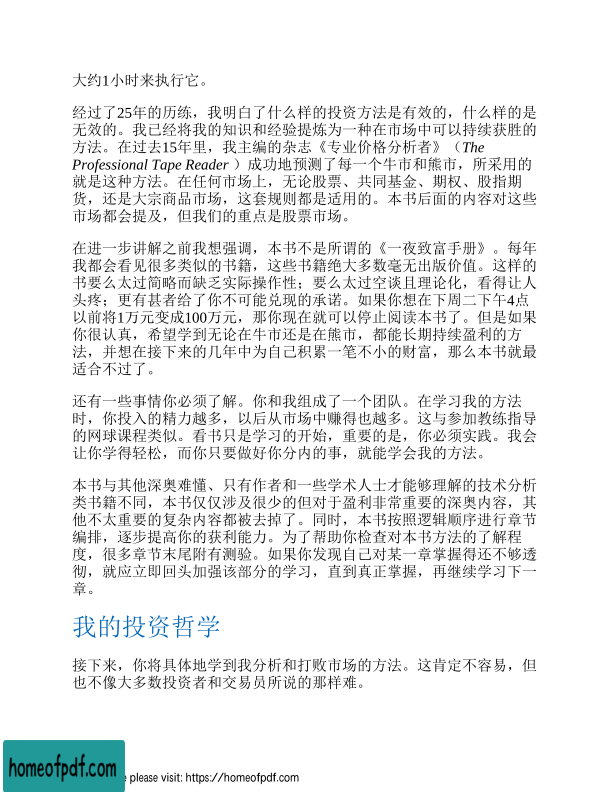 大约1小时来执行它。
经过了25年的历练，我明白了什么样的投资方法是有效的，什么样的是
无效的。我已经将我的知识和经验提炼为一种在市场中可以持续获胜的
方法。在过去15年里，我主编的杂志《专业价格分析者》（The
Professional Tape Reader ）成功地预测了每一个牛市和熊市，所采用的
就是这种方法。在任何市场上，无论股票、共同基金、期权、股指期
货，还是大宗商品市场，这套规则都是适用的。本书后面的内容对这些
市场都会提及，但我们的重点是股票市场。
在进一步讲解之前我想强调，本书不是所谓的《一夜致富手册》。每年
我都会看见很多类似的书籍，这些书籍绝大多数毫无出版价值。这样的
书要么太过简略而缺乏实际操作性；要么太过空谈且理论化，看得让人
头疼；更有甚者给了你不可能兑现的承诺。如果你想在下周二下午4点
以前将1万元变成100万元，那你现在就可以停止阅读本书了。但是如果
你很认真，希望学到无论在牛市还是在熊市，都能长期持续盈利的方
法，并想在接下来的几年中为自己积累一笔不小的财富，那么本书就最
适合不过了。
还有一些事情你必须了解。你和我组成了一个团队。在学习我的方法
时，你投入的精力越多，以后从市场中赚得也越多。这与参加教练指导
的网球课程类似。看书只是学习的开始，重要的是，你必须实践。我会
让你学得轻松，而你只要做好你分内的事，就能学会我的方法。
本书与其他深奥难懂、只有作者和一些学术人士才能够理解的技术分析
类书籍不同，本书仅仅涉及很少的但对于盈利非常重要的深奥内容，其
他不太重要的复杂内容都被去掉了。同时，本书按照逻辑顺序进行章节
编排，逐步提高你的获利能力。为了帮助你检查对本书方法的了解程
度，很多章节末尾附有测验。如果你发现自己对某一章掌握得还不够透
彻，就应立即回头加强该部分的学习，直到真正掌握，再继续学习下一
章。
我的投资哲学
接下来，你将具体地学到我分析和打败市场的方法。这肯定不容易，但
也不像大多数投资者和交易员所说的那样难。
homeofpdf.com
please visit: https://homeofpdf.com